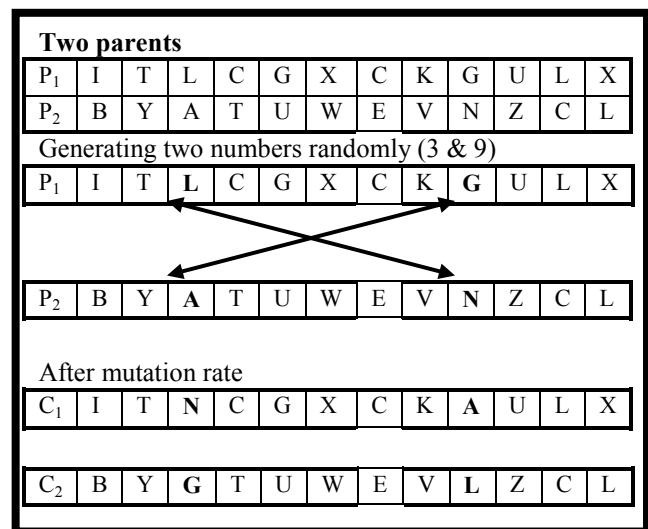 Two parents
P₁ I T L C G X C K G U L X
P₂ B Y A T U W E V N Z C L
Generating two numbers randomly (3 & 9)
P₁ I T L C G X C K G U L X
P₂ B Y A T U W E V N Z C L
After mutation rate
C₁ I T N C G X C K A U L X
C₂ B Y G T U W E V L Z C L